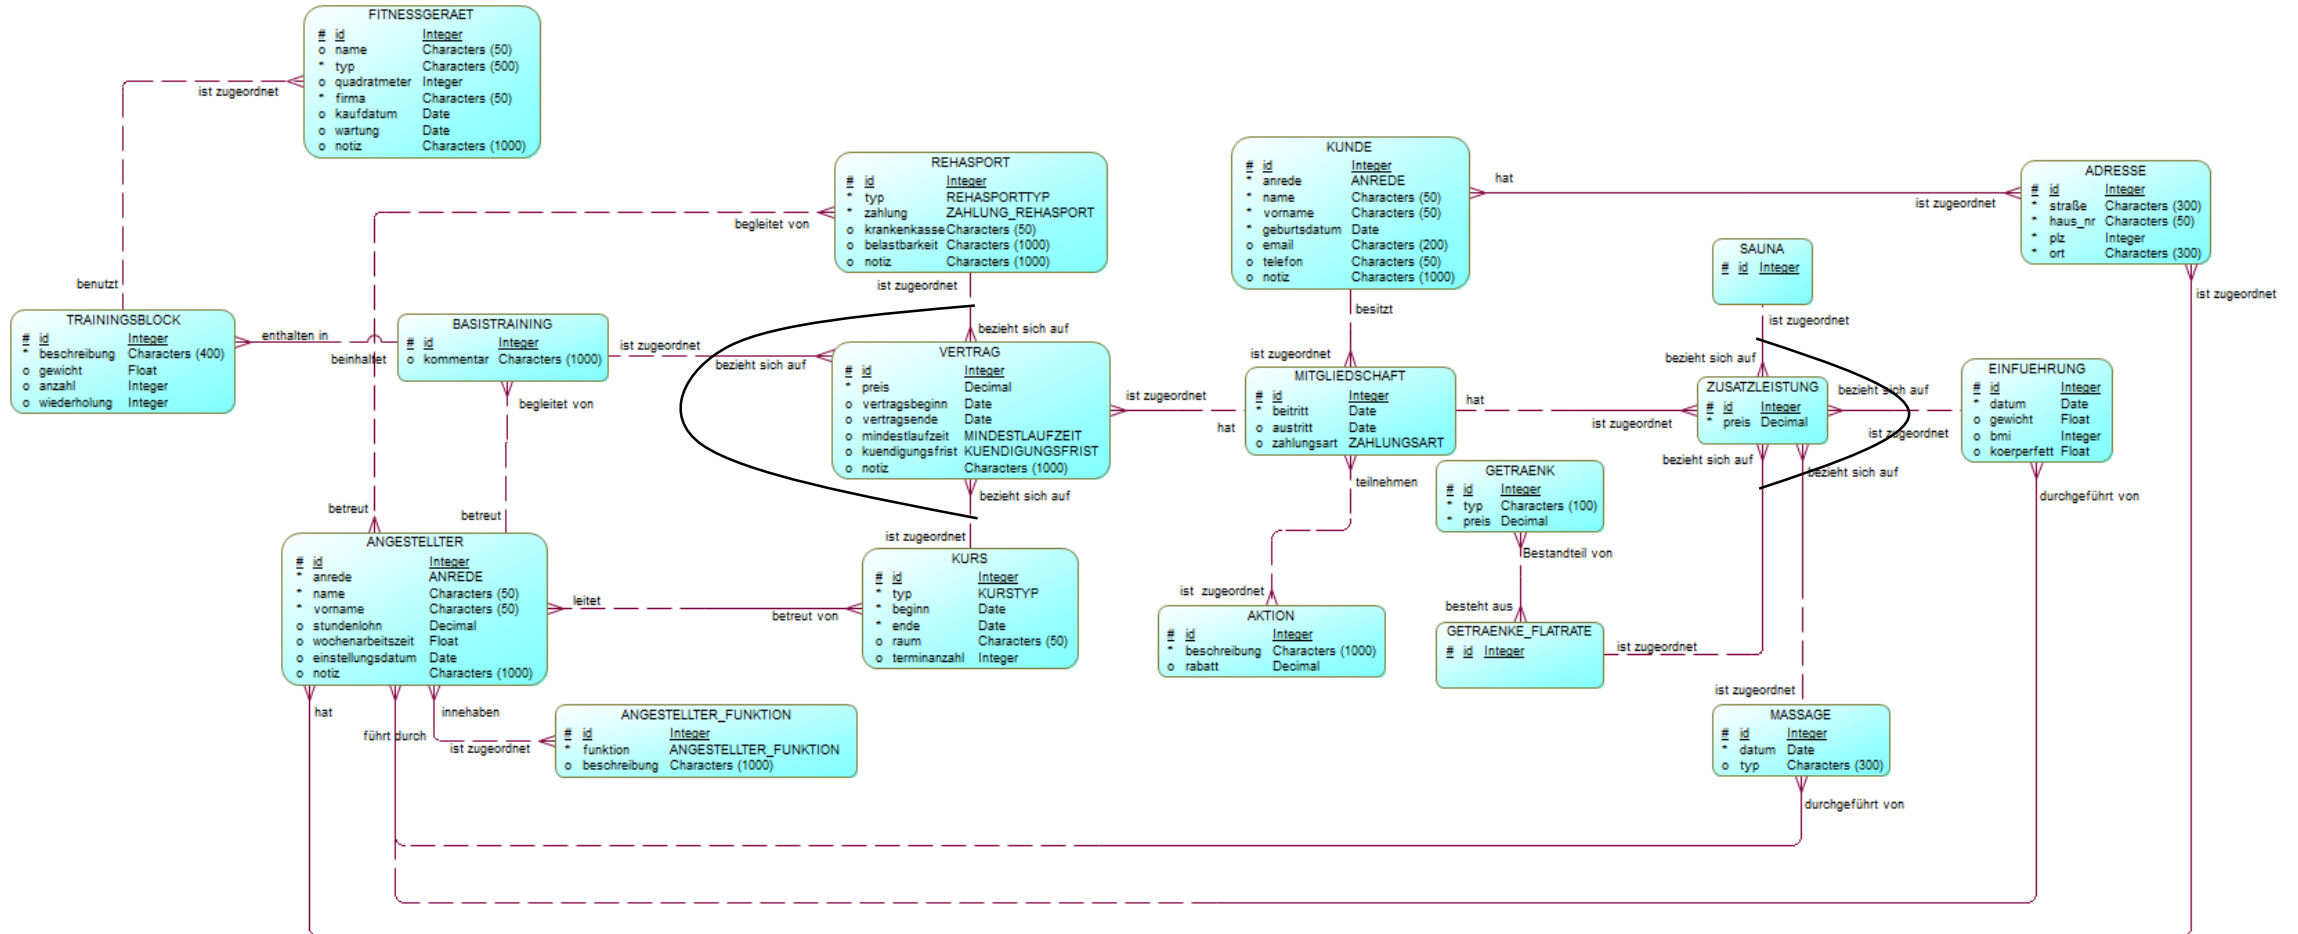 FITNESSGERAET
# id Integer
o name Characters (50)
* typ Characters (500)
o quadratmeter Integer
* firma Characters (50)
o kaufdatum Date
o wartung Date
o notiz Characters (1000)
ist zugeordnet
benutzt
TRAININGSBLOCK
# id Integer
* beschreibung Characters (400)
o gewicht Float
o anzahl Integer
o wiederholung Integer
enthalten in
beinhaltet
BASISTRAINING
# id Integer
o kommentar Characters (1000)
ist zugeordnet
bezieht sich auf
begleitet von
betreut
REHASPORT
# id Integer
* typ REHASPORTTYP
* zahlung ZAHLUNG_REHASPORT
o krankenkasse Characters (50)
o belastbarkeit Characters (1000)
o notiz Characters (1000)
begleitet von
betreut
ist zugeordnet
bezieht sich auf
VERTRAG
# id Integer
* preis Decimal
o vertragsbeginn Date
o vertragsende Date
o mindestlaufzeit MINDESTLAUFZEIT
o kuendigungsfrist KUENDIGUNGSFRIST
o notiz Characters (1000)
bezieht sich auf
ist zugeordnet
KURS
# id Integer
* typ KURSTYP
* beginn Date
* ende Date
o raum Characters (50)
o terminanzahl Integer
leitet
betreut von
ANGESTELLTER
# id Integer
* anrede ANREDE
* name Characters (50)
* vorname Characters (50)
o stundenlohn Decimal
o wochenarbeitszeit Float
o einstellungsdatum Date
o notiz Characters (1000)
hat
führt durch
innehaben
ist zugeordnet
ANGESTELLTER_FUNKTION
# id Integer
* funktion ANGESTELLTER_FUNKTION
o beschreibung Characters (1000)
KUNDE
# id Integer
* anrede ANREDE
* name Characters (50)
* vorname Characters (50)
* geburtsdatum Date
o email Characters (200)
o telefon Characters (50)
o notiz Characters (1000)
hat
ist zugeordnet
besitzt
ist zugeordnet
ADRESSE
# id Integer
* straße Characters (300)
* haus_nr Characters (50)
* plz Integer
* ort Characters (300)
ist zugeordnet
MITGLIEDSCHAFT
# id Integer
* beitritt Date
o austritt Date
o zahlungsart ZAHLUNGSART
ist zugeordnet
hat
hat
ist zugeordnet
teilnehmen
ist zugeordnet
AKTION
# id Integer
* beschreibung Characters (1000)
o rabatt Decimal
SAUNA
# id Integer
ist zugeordnet
bezieht sich auf
ZUSATZLEISTUNG
# id Integer
* preis Decimal
bezieht sich auf
ist zugeordnet
bezieht sich auf
bezieht sich auf
EINFUEHRUNG
# id Integer
* datum Date
o gewicht Float
o bmi Integer
o koerperfett Float
durchgeführt von
GETRAENK
# id Integer
* typ Characters (100)
* preis Decimal
Bestandteil von
besteht aus
GETRAENKE_FLATRATE
# id Integer
ist zugeordnet
ist zugeordnet
MASSAGE
# id Integer
* datum Date
o typ Characters (300)
durchgeführt von